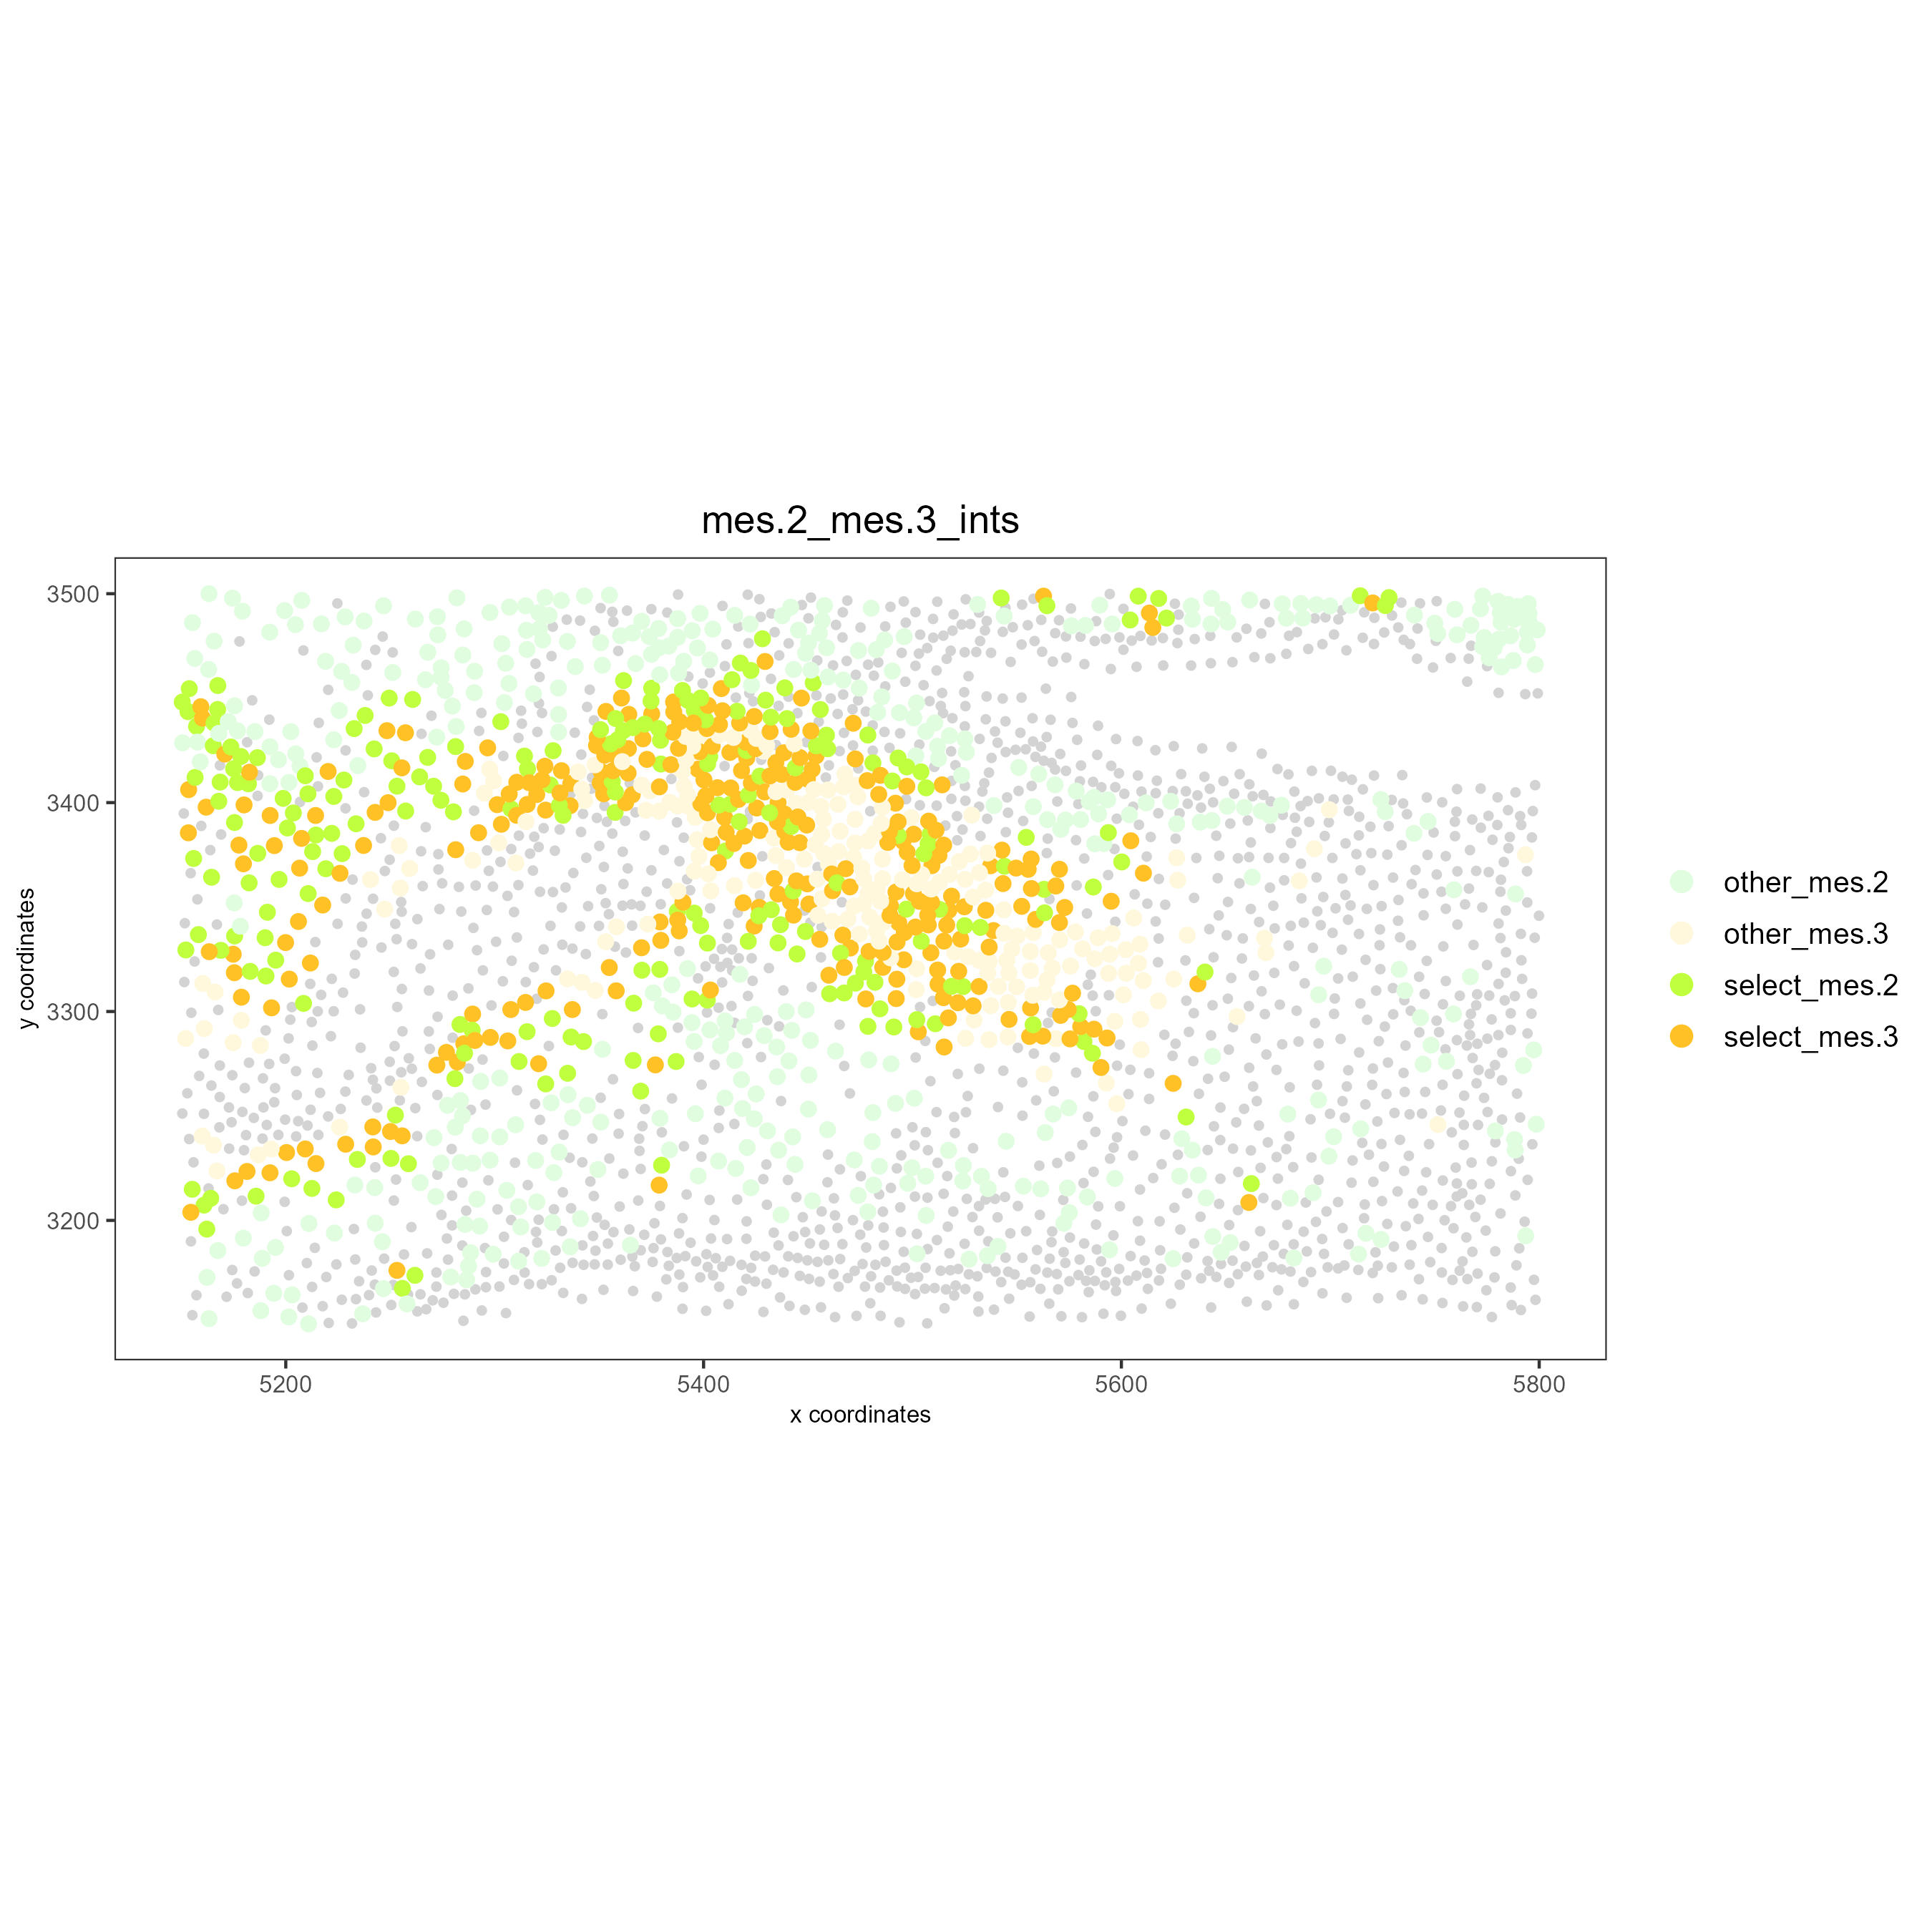 mes.2_mes.3_ints
3500
3400
3300
3200
y coordinates
5200
5400
5600
5800
x coordinates
other_mes.2
other_mes.3
select_mes.2
select_mes.3